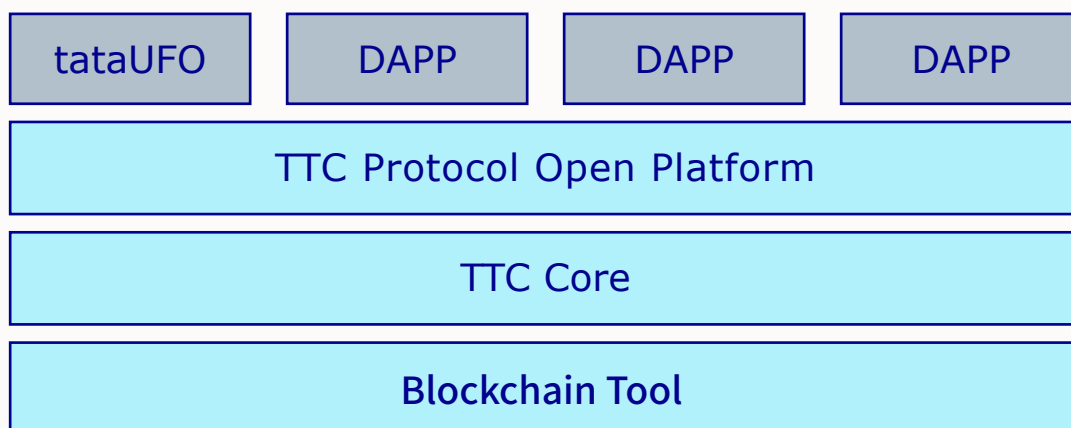 tataUFO DAPP DAPP DAPP
TTC Protocol Open Platform
TTC Core
Blockchain Tool